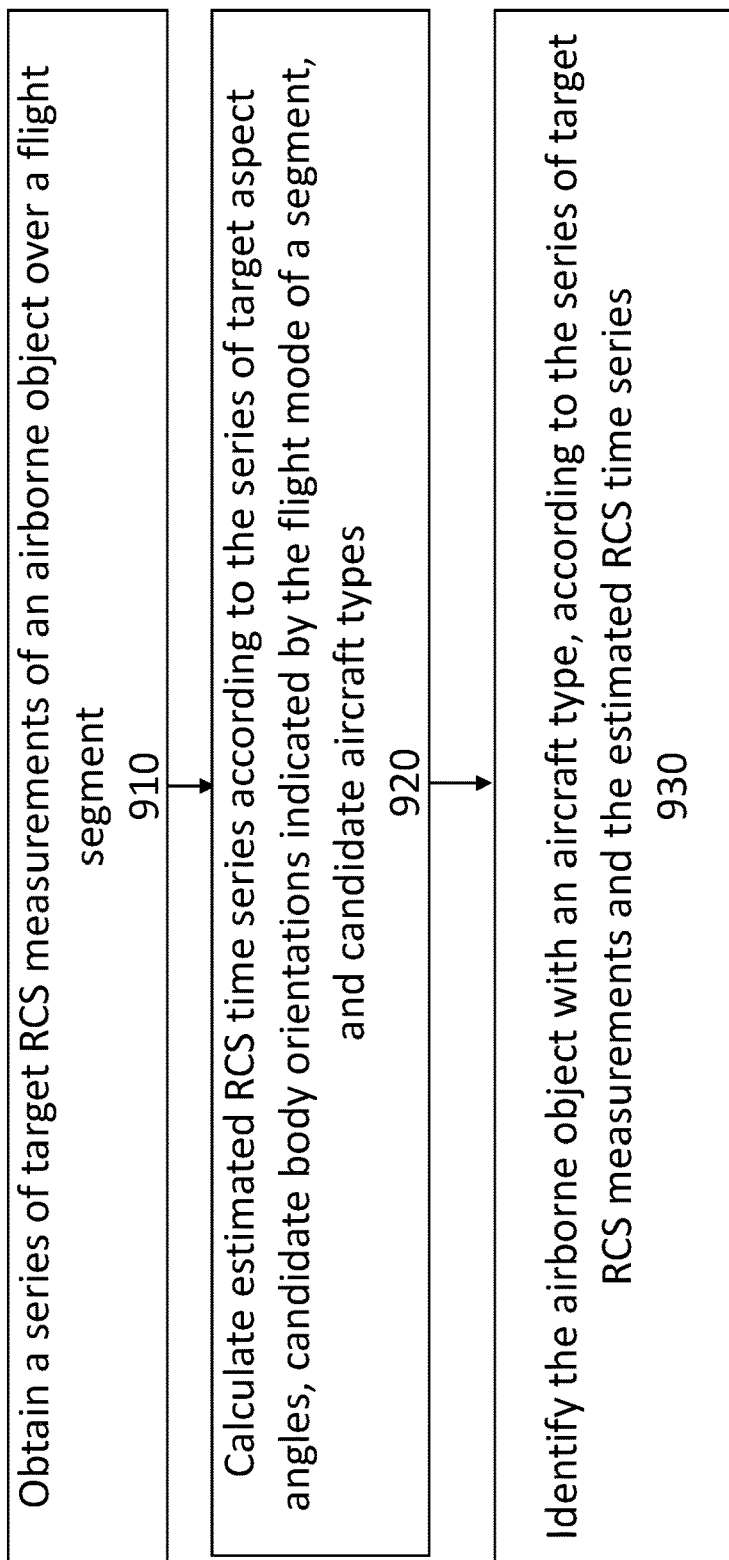 Obtain a series of target RCS measurements of an airborne object over a flight
segment
910
Calculate estimated RCS time series according to the series of target aspect
angles, candidate body orientations indicated by the flight mode of a segment,
and candidate aircraft types
920
Identify the airborne object with an aircraft type, according to the series of target
RCS measurements and the estimated RCS time series
930